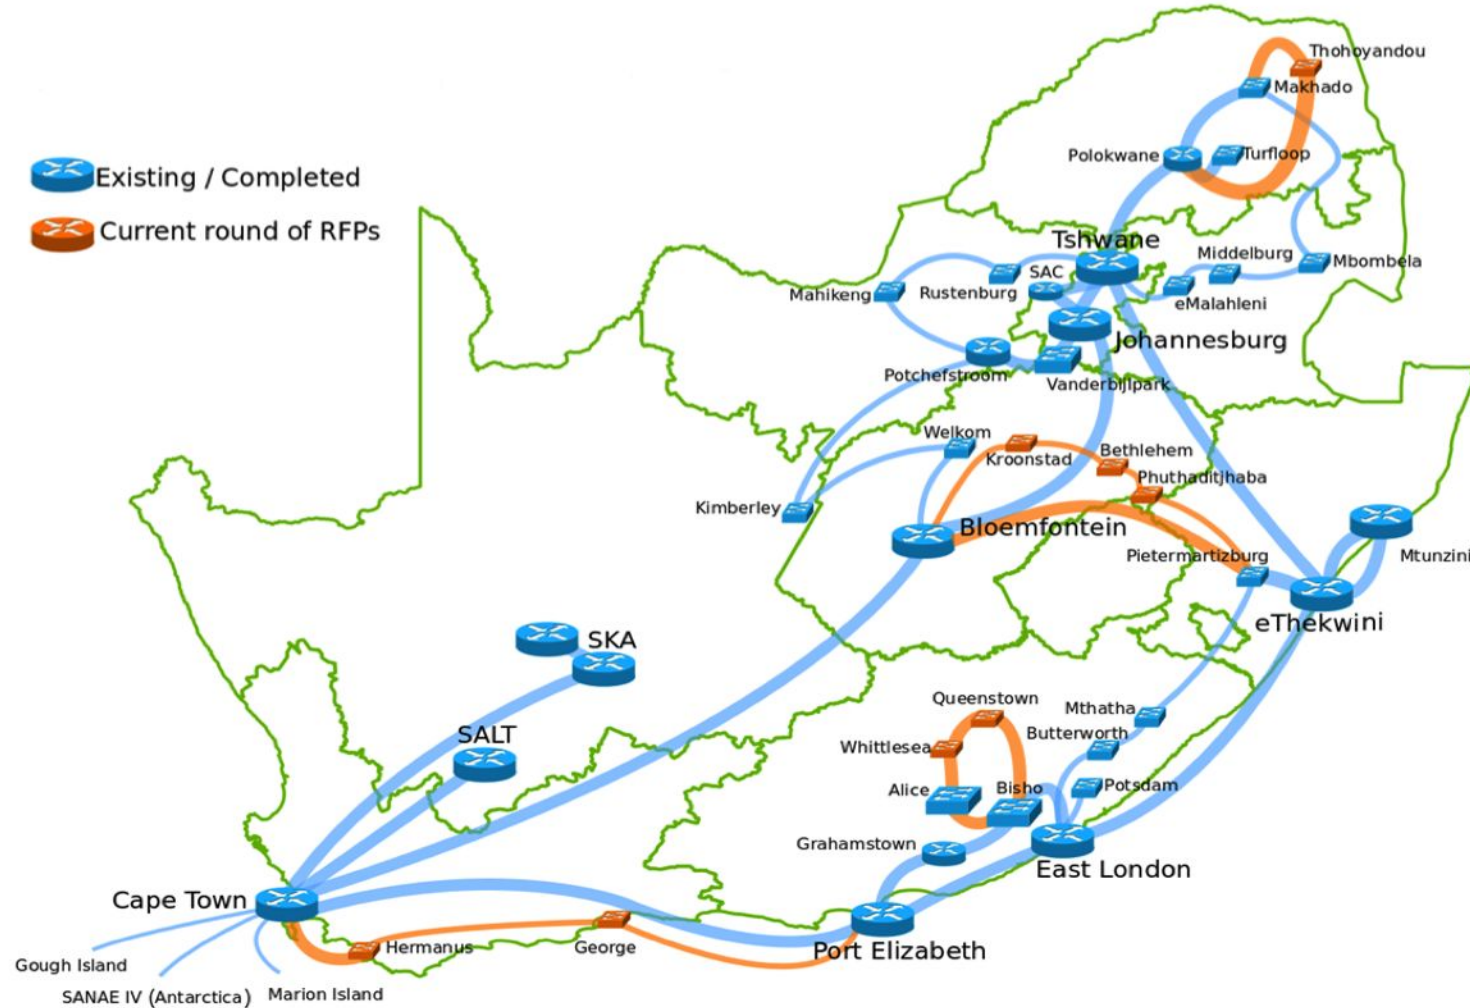 Thohoyandou
Makhado
Polokwane
Turfloop
Existing / Completed
Current round of RFPs
Tshwane
Middelburg
Mbombela
SAC
Mahikeng
Rustenburg
eMalahleni
Johannesburg
Potchefstroom
Vanderbijlpark
Welkom
Kroonstad
Bethlehem
Phuthaditjhaba
Kimberley
Bloemfontein
Pietermartizburg
Mtunzini
eThekwini
SKA
Queenstown
Mthatha
SALT
Whittlesea
Butterworth
Alice
Bisho
Potsdam
Grahamstown
East London
Cape Town
Hermanus
George
Port Elizabeth
Gough Island
SANAE IV (Antarctica)
Marion Island